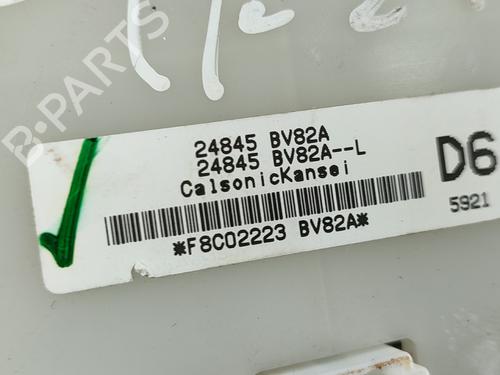 B-PARTS
24845 BV82A
24845 BV82A--L
CalsonicKansei
*F8C02223 BV82A*
D6
5921